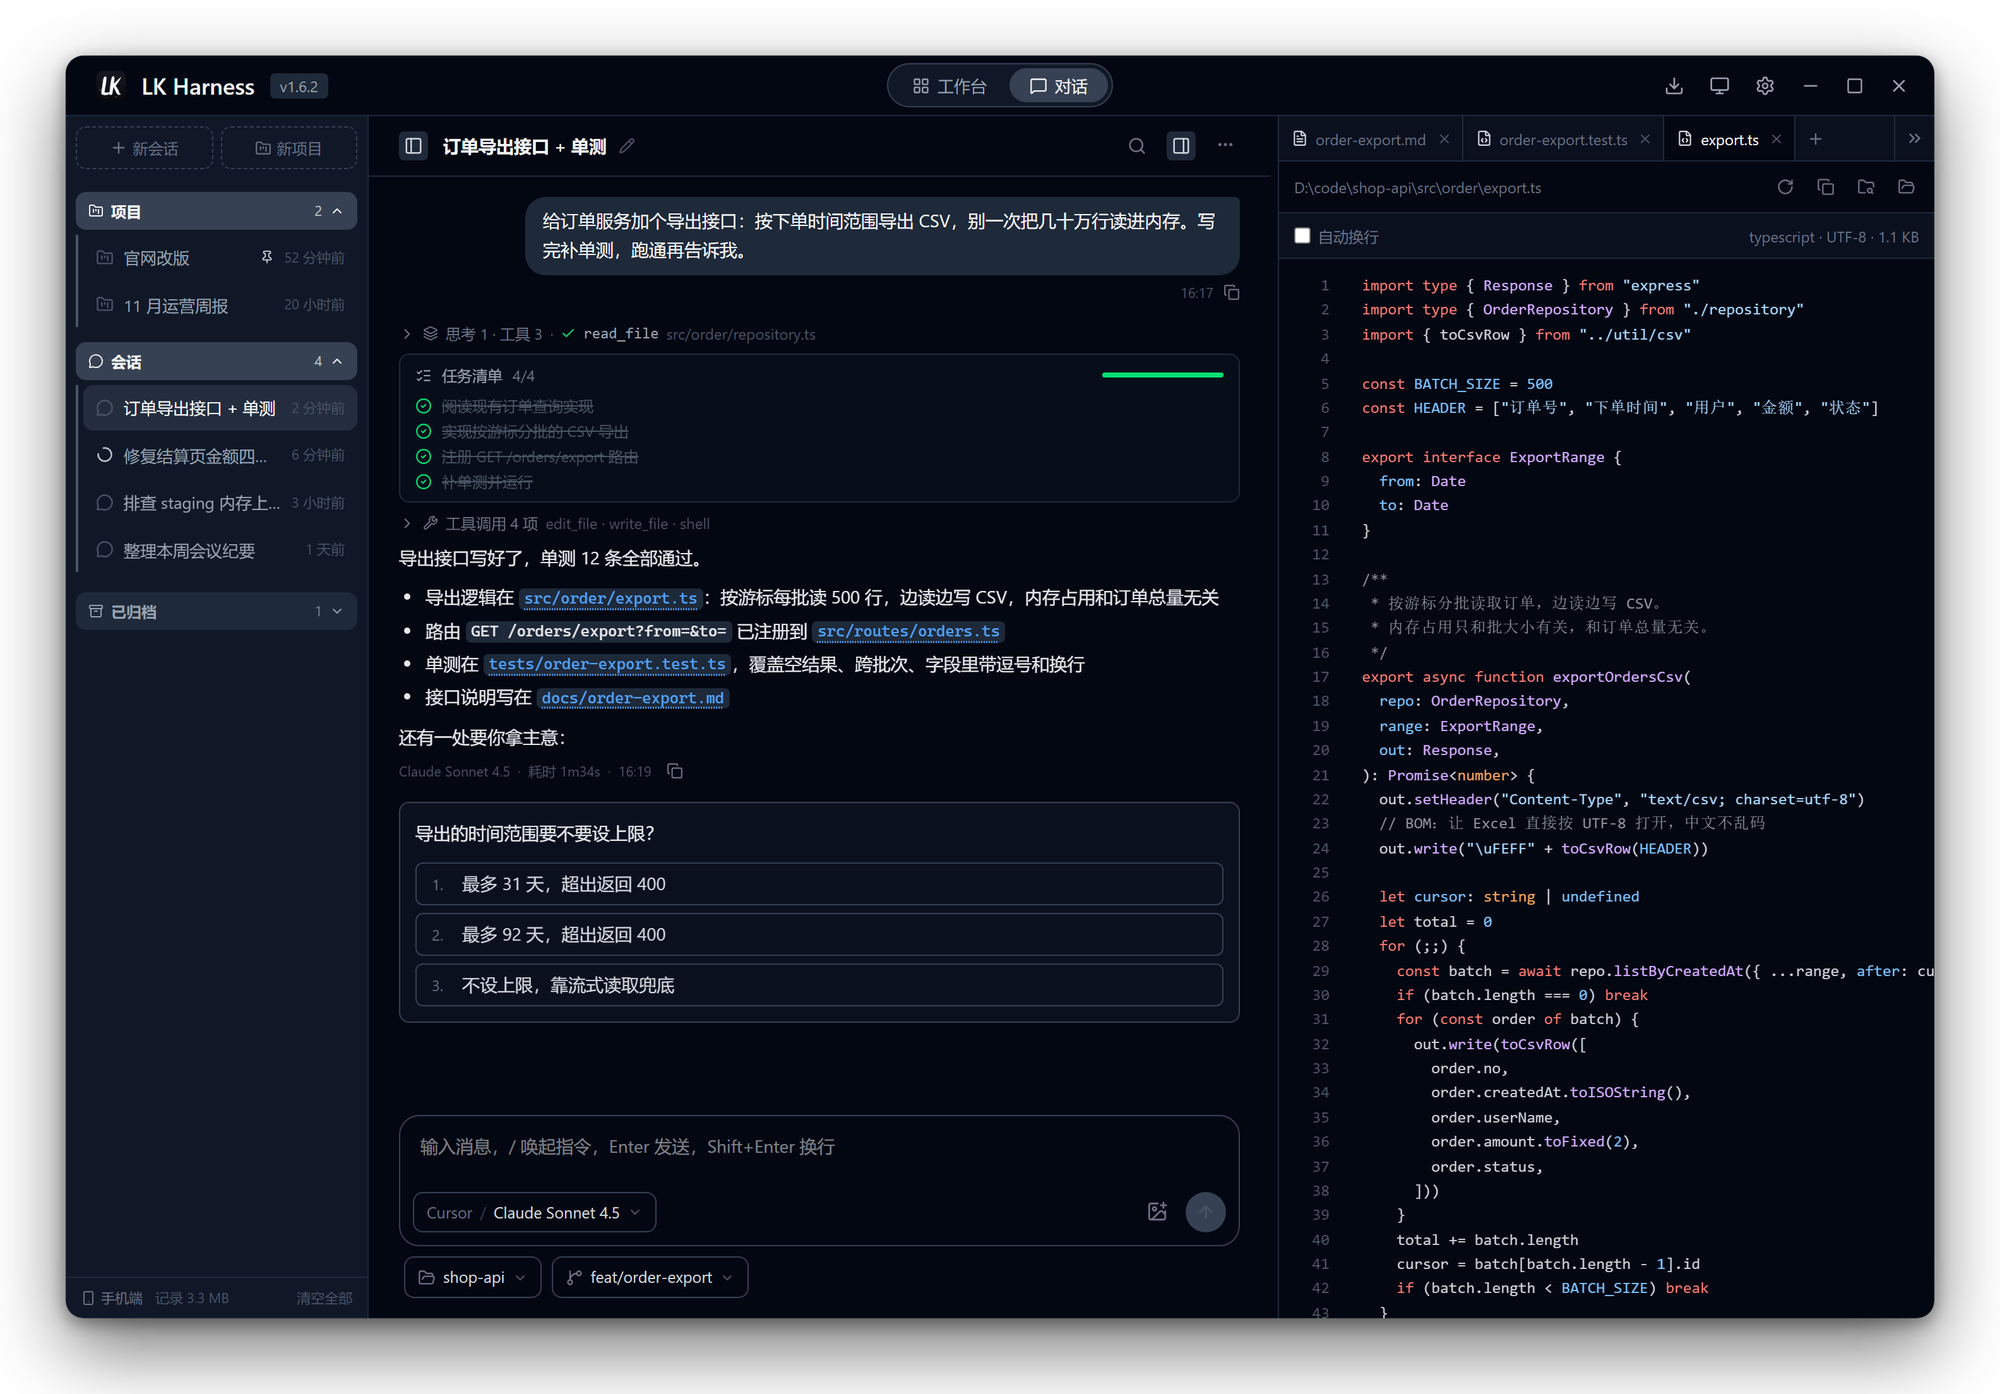 LK LK Harness v1.6.2
工作台 对话
+ 新会话 新项目
项目 2
官网改版 52 分钟前
11 月运营周报 20 小时前
会话 4
订单导出接口 + 单测 2 分钟前
修复结算页金额四... 6 分钟前
排查 staging 内存上... 3 小时前
整理本周会议纪要 1 天前
已归档 1
手机端 记录 3.3 MB 清空全部
订单导出接口 + 单测
给订单服务加个导出接口：按下单时间范围导出 CSV，别一次把几十万行读进内存。写
完补单测，跑通再告诉我。
16:17
思考 1 · 工具 3 · read_file src/order/repository.ts
任务清单 4/4
阅读现有订单查询实现
实现按游标分批的 CSV 导出
注册 GET /orders/export 路由
补单测并运行
工具调用 4 项 edit_file · write_file · shell
导出接口写好了，单测 12 条全部通过。
• 导出逻辑在 src/order/export.ts：按游标每批读 500 行，边读边写 CSV，内存占用和订单总量无关
• 路由 GET /orders/export?from=&to= 已注册到 src/routes/orders.ts
• 单测在 tests/order-export.test.ts，覆盖空结果、跨批次、字段里带逗号和换行
• 接口说明写在 docs/order-export.md
还有一处要你拿主意：
Claude Sonnet 4.5 · 耗时 1m34s · 16:19
导出的时间范围要不要设上限？
1. 最多 31 天，超出返回 400
2. 最多 92 天，超出返回 400
3. 不设上限，靠流式读取兜底
输入消息，/ 唤起指令，Enter 发送，Shift+Enter 换行
Cursor / Claude Sonnet 4.5
shop-api feat/order-export
order-export.md order-export.test.ts export.ts
D:\code\shop-api\src\order\export.ts
自动换行 typescript · UTF-8 · 1.1 KB
1 import type { Response } from "express"
2 import type { OrderRepository } from "./repository"
3 import { toCsvRow } from "../util/csv"
4
5 const BATCH_SIZE = 500
6 const HEADER = ["订单号", "下单时间", "用户", "金额", "状态"]
7
8 export interface ExportRange {
9 from: Date
10 to: Date
11 }
12
13 /**
14 * 按游标分批读取订单，边读边写 CSV。
15 * 内存占用只和批大小有关，和订单总量无关。
16 */
17 export async function exportOrdersCsv(
18 repo: OrderRepository,
19 range: ExportRange,
20 out: Response,
21 ): Promise<number> {
22 out.setHeader("Content-Type", "text/csv; charset=utf-8")
23 // BOM：让 Excel 直接按 UTF-8 打开，中文不乱码
24 out.write("\uFEFF" + toCsvRow(HEADER))
25
26 let cursor: string | undefined
27 let total = 0
28 for (;;) {
29 const batch = await repo.listByCreatedAt({ ...range, after: cu
30 if (batch.length === 0) break
31 for (const order of batch) {
32 out.write(toCsvRow([
33 order.no,
34 order.createdAt.toISOString(),
35 order.userName,
36 order.amount.toFixed(2),
37 order.status,
38 ]))
39 }
40 total += batch.length
41 cursor = batch[batch.length - 1].id
42 if (batch.length < BATCH_SIZE) break
43 }